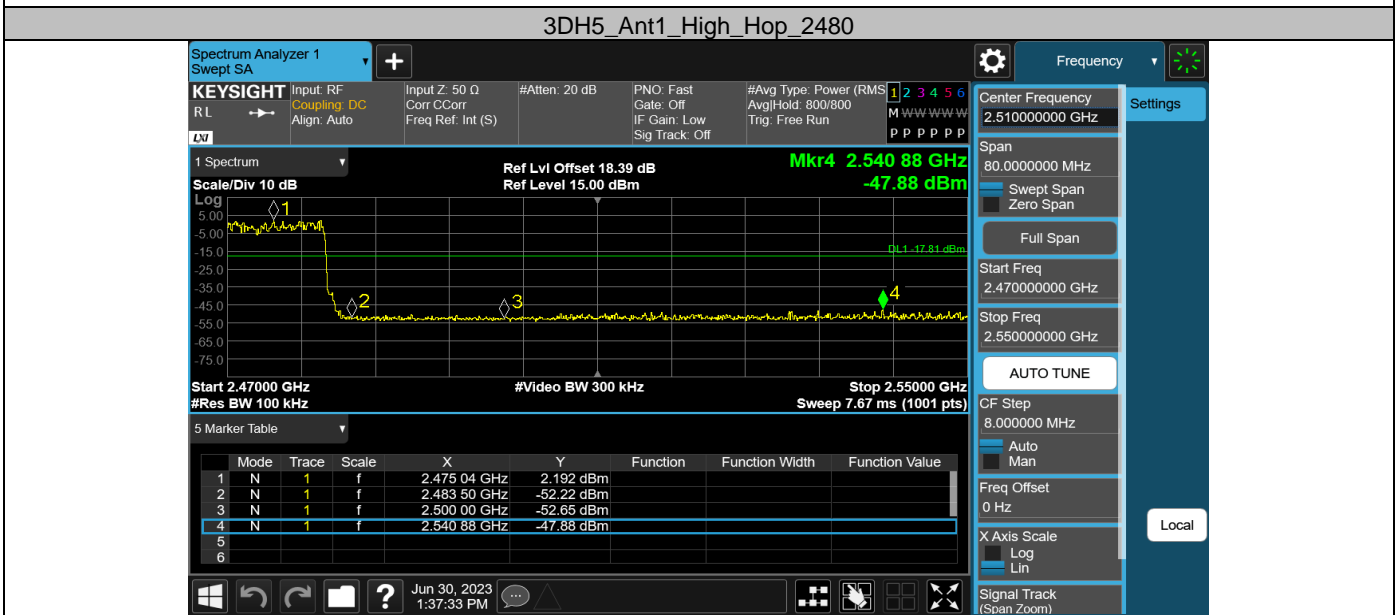 3DH5_Ant1_High_Hop_2480
Spectrum Analyzer 1
Swept SA
+
Frequency
KEYSIGHT
RL
LXI
Input: RF
Coupling: DC
Align: Auto
Input Z: 50 Ω
Corr CCorr
Freq Ref: Int (S)
#Atten: 20 dB
PNO: Fast
Gate: Off
IF Gain: Low
Sig Track: Off
#Avg Type: Power (RMS
Avg|Hold: 800/800
Trig: Free Run
1 2 3 4 5 6
M W W W W W
P P P P P P
1 Spectrum
Scale/Div 10 dB
Ref Lvl Offset 18.39 dB
Ref Level 15.00 dBm
Mkr4 2.540 88 GHz
-47.88 dBm
Log
5.00
-5.00
-15.0
-25.0
-35.0
-45.0
-55.0
-65.0
-75.0
1
2
3
4
DL1 -17.81 dBm
Start 2.47000 GHz
#Res BW 100 kHz
#Video BW 300 kHz
Stop 2.55000 GHz
Sweep 7.67 ms (1001 pts)
5 Marker Table
Mode Trace Scale X Y Function Function Width Function Value
1 N 1 f 2.475 04 GHz 2.192 dBm
2 N 1 f 2.483 50 GHz -52.22 dBm
3 N 1 f 2.500 00 GHz -52.65 dBm
4 N 1 f 2.540 88 GHz -47.88 dBm
5
6
?
Jun 30, 2023
1:37:33 PM
Center Frequency
2.510000000 GHz
Settings
Span
80.0000000 MHz
Swept Span
Zero Span
Full Span
Start Freq
2.470000000 GHz
Stop Freq
2.550000000 GHz
AUTO TUNE
CF Step
8.000000 MHz
Auto
Man
Freq Offset
0 Hz
Local
X Axis Scale
Log
Lin
Signal Track
(Span Zoom)